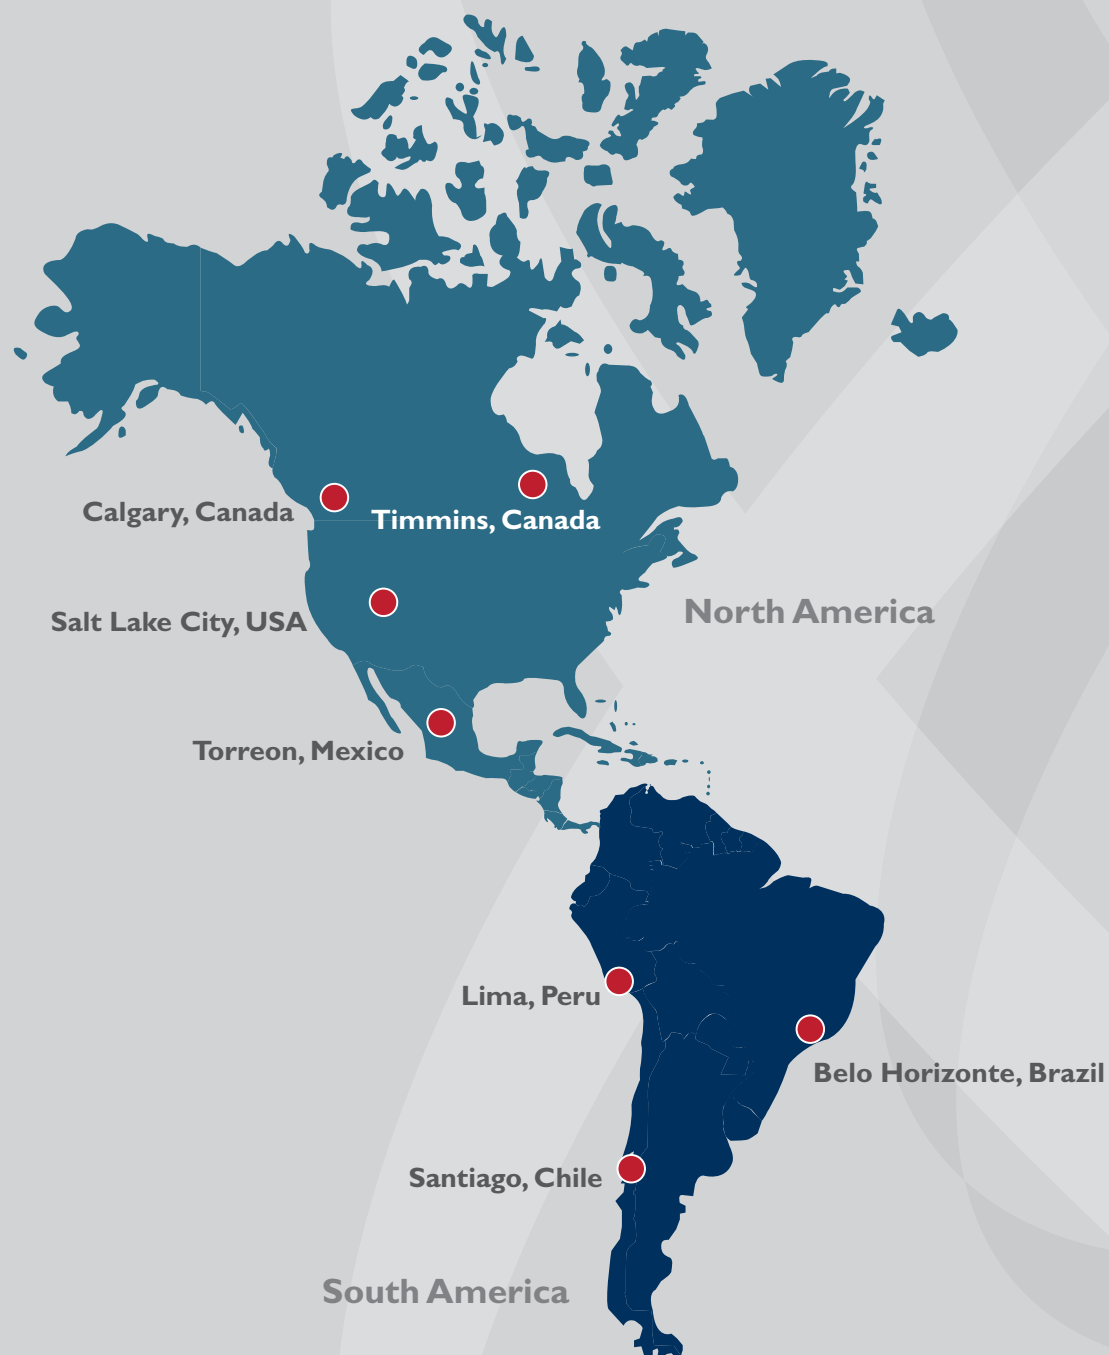 Calgary, Canada
Timmins, Canada
Salt Lake City, USA
North America
Torreon, Mexico
Lima, Peru
Belo Horizonte, Brazil
Santiago, Chile
South America